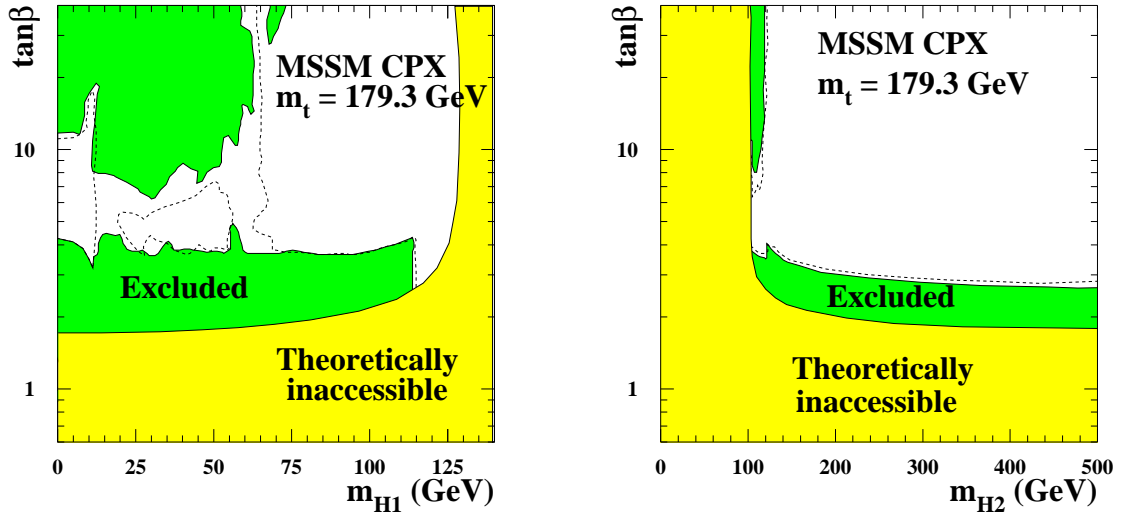 tanβ
10
1
MSSM CPX
m_t = 179.3 GeV
Excluded
Theoretically
inaccessible
0 25 50 75 100 125
m_H1 (GeV)
tanβ
10
1
MSSM CPX
m_t = 179.3 GeV
Excluded
Theoretically
inaccessible
0 100 200 300 400 500
m_H2 (GeV)